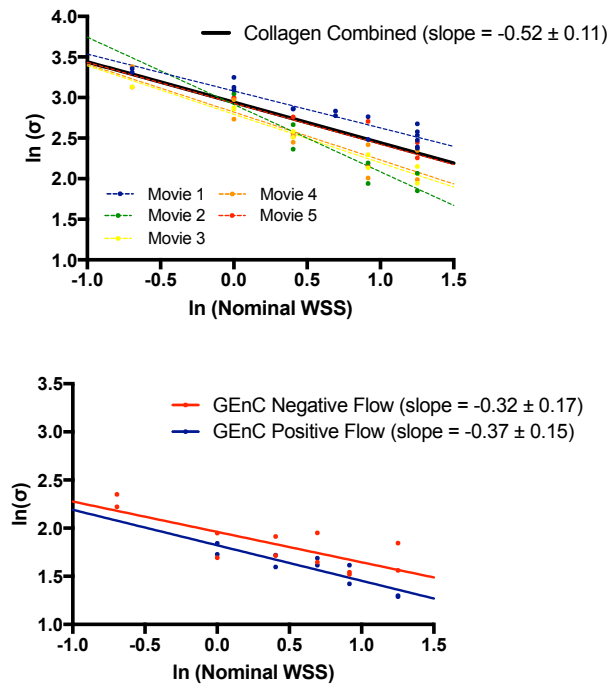 Collagen Combined (slope = -0.52 ± 0.11)
4.0
3.5
3.0
2.5
2.0
1.5
1.0
ln (σ)
Movie 1
Movie 4
Movie 2
Movie 5
Movie 3
-1.0 -0.5 0.0 0.5 1.0 1.5
ln (Nominal WSS)
3.5
3.0
2.5
2.0
1.5
1.0
ln(σ)
GEnC Negative Flow (slope = -0.32 ± 0.17)
GEnC Positive Flow (slope = -0.37 ± 0.15)
-1.0 -0.5 0.0 0.5 1.0 1.5
ln (Nominal WSS)